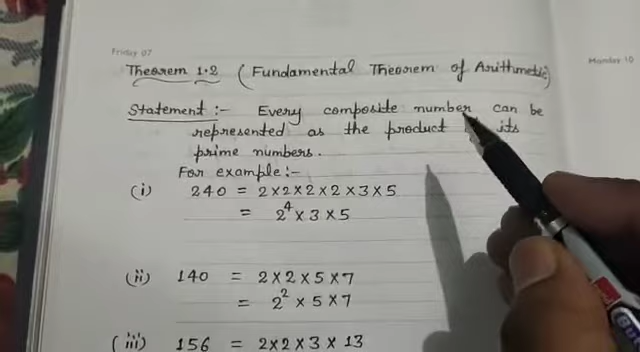 Friday 07
Monday 10
Theorem 1.2 (Fundamental Theorem of Arithmetic)
Statement :- Every composite number can be
represented as the product its
prime numbers.
For example :-
(i) 240 = 2×2×2×2×3×5
= 2⁴ × 3 × 5
(ii) 140 = 2×2×5×7
= 2² × 5 × 7
(iii) 156 = 2×2×3×13